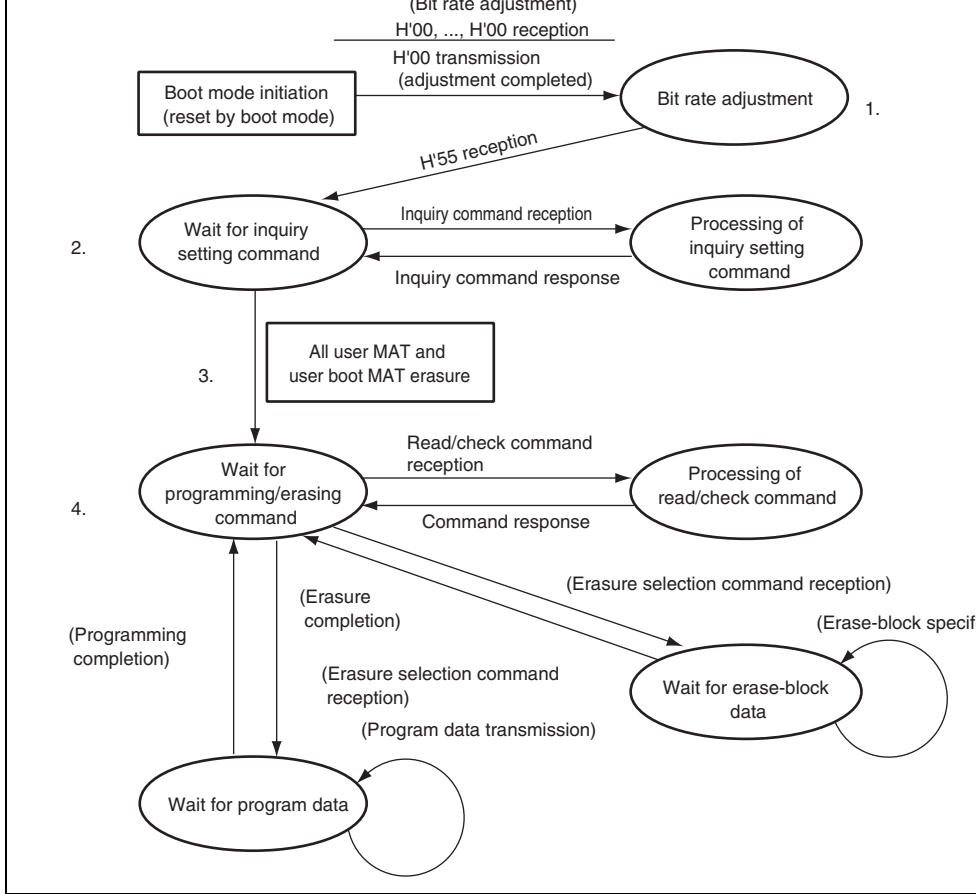 (Bit rate adjustment)
H'00, ..., H'00 reception
H'00 transmission
(adjustment completed)
Boot mode initiation
(reset by boot mode)
Bit rate adjustment
1.
H'55 reception
2.
Wait for inquiry
setting command
Inquiry command reception
Inquiry command response
Processing of
inquiry setting
command
3.
All user MAT and
user boot MAT erasure
4.
Wait for
programming/erasing
command
Read/check command
reception
Command response
Processing of
read/check command
(Erasure selection command reception)
(Erasure
completion)
(Programming
completion)
(Erase-block specif
(Erasure selection command
reception)
(Program data transmission)
Wait for erase-block
data
Wait for program data